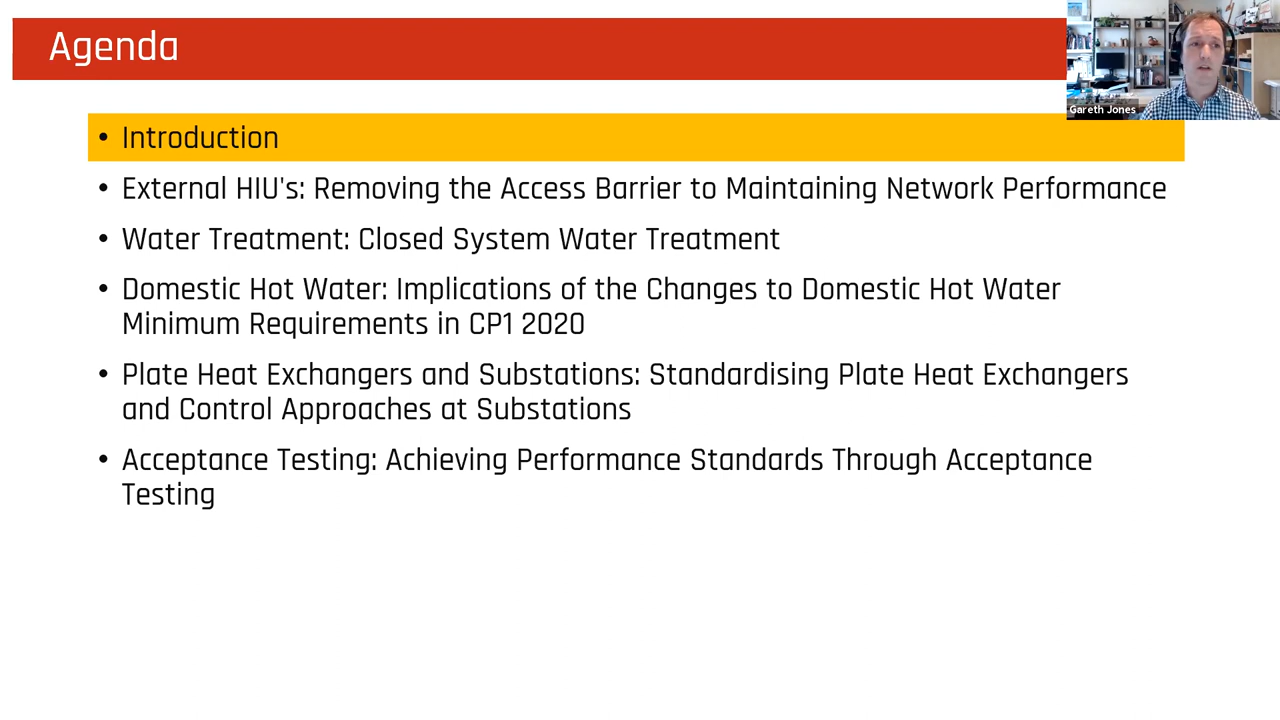 Agenda
Gareth Jones
• Introduction
• External HIU's: Removing the Access Barrier to Maintaining Network Performance
• Water Treatment: Closed System Water Treatment
• Domestic Hot Water: Implications of the Changes to Domestic Hot Water
Minimum Requirements in CP1 2020
• Plate Heat Exchangers and Substations: Standardising Plate Heat Exchangers
and Control Approaches at Substations
• Acceptance Testing: Achieving Performance Standards Through Acceptance
Testing